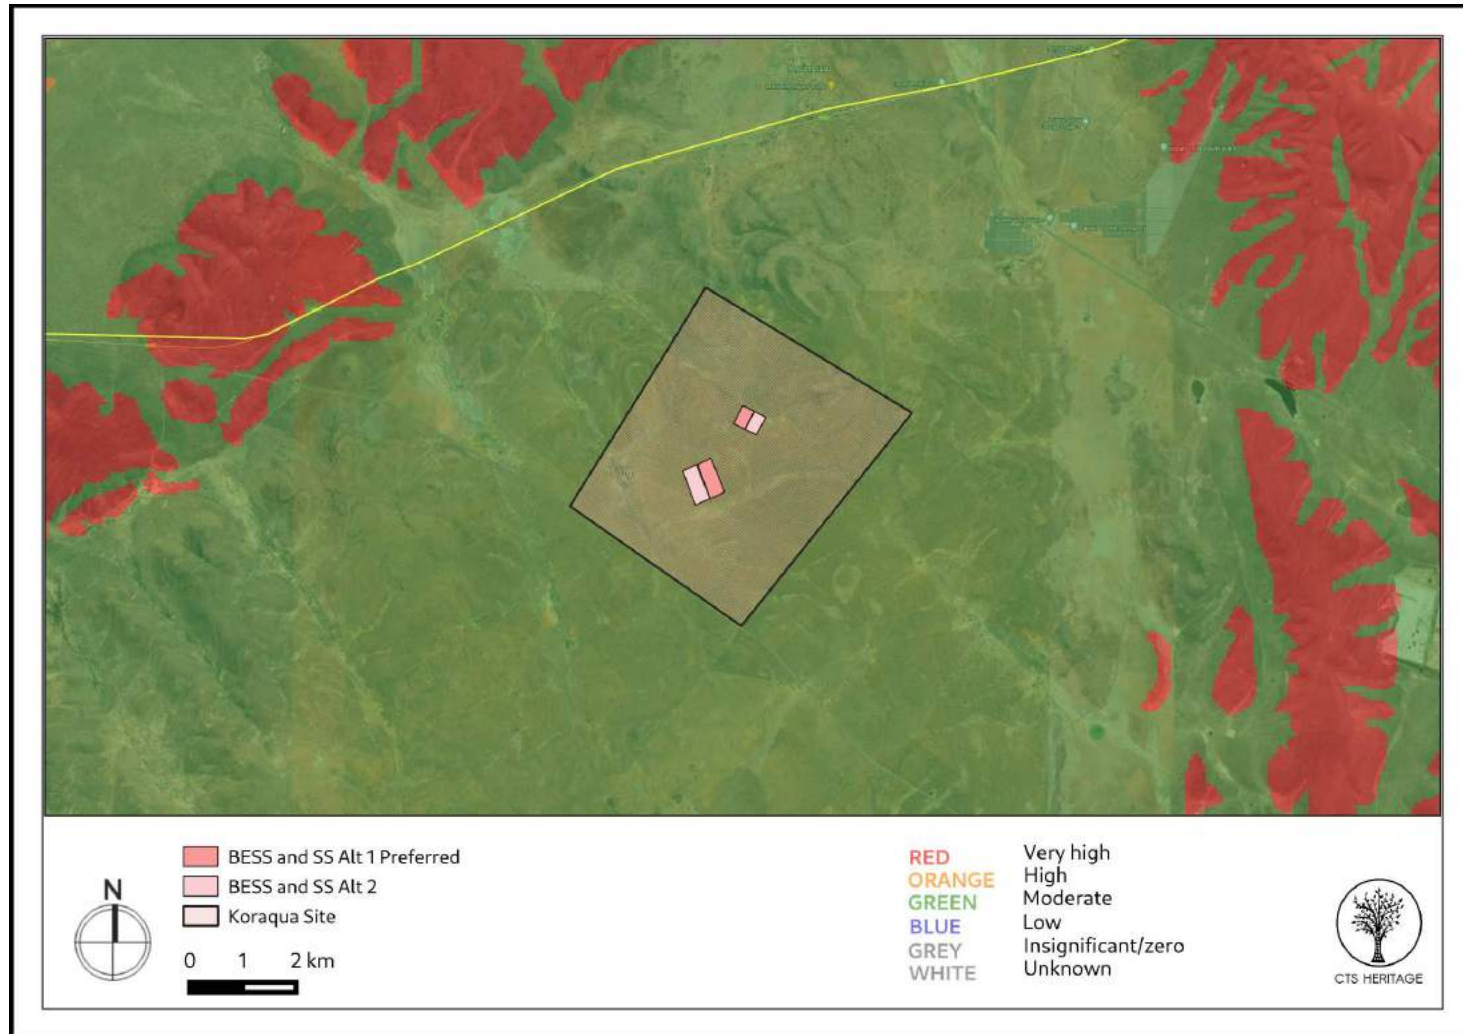 BESS and SS Alt 1 Preferred
BESS and SS Alt 2
Koraqua Site
N
0 1 2 km
RED Very high
ORANGE High
GREEN Moderate
BLUE Low
GREY Insignificant/zero
WHITE Unknown
CTS HERITAGE